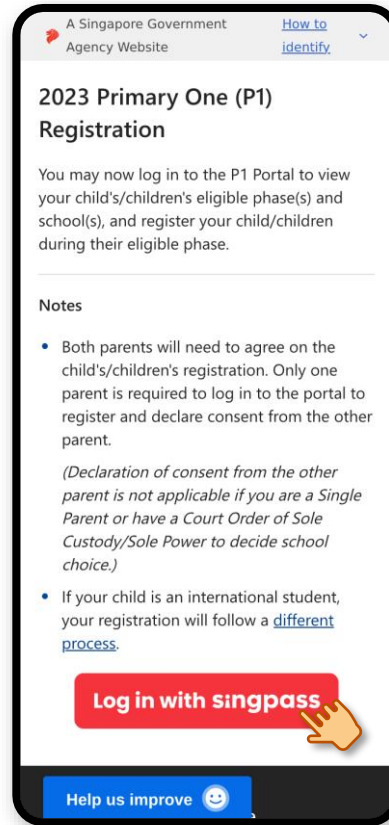 A Singapore Government
Agency Website
How to
identify
2023 Primary One (P1)
Registration
You may now log in to the P1 Portal to view
your child's/children's eligible phase(s) and
school(s), and register your child/children
during their eligible phase.
Notes
• Both parents will need to agree on the
child's/children's registration. Only one
parent is required to log in to the portal to
register and declare consent from the other
parent.
(Declaration of consent from the other
parent is not applicable if you are a Single
Parent or have a Court Order of Sole
Custody/Sole Power to decide school
choice.)
• If your child is an international student,
your registration will follow a different
process.
Log in with singpass
Help us improve